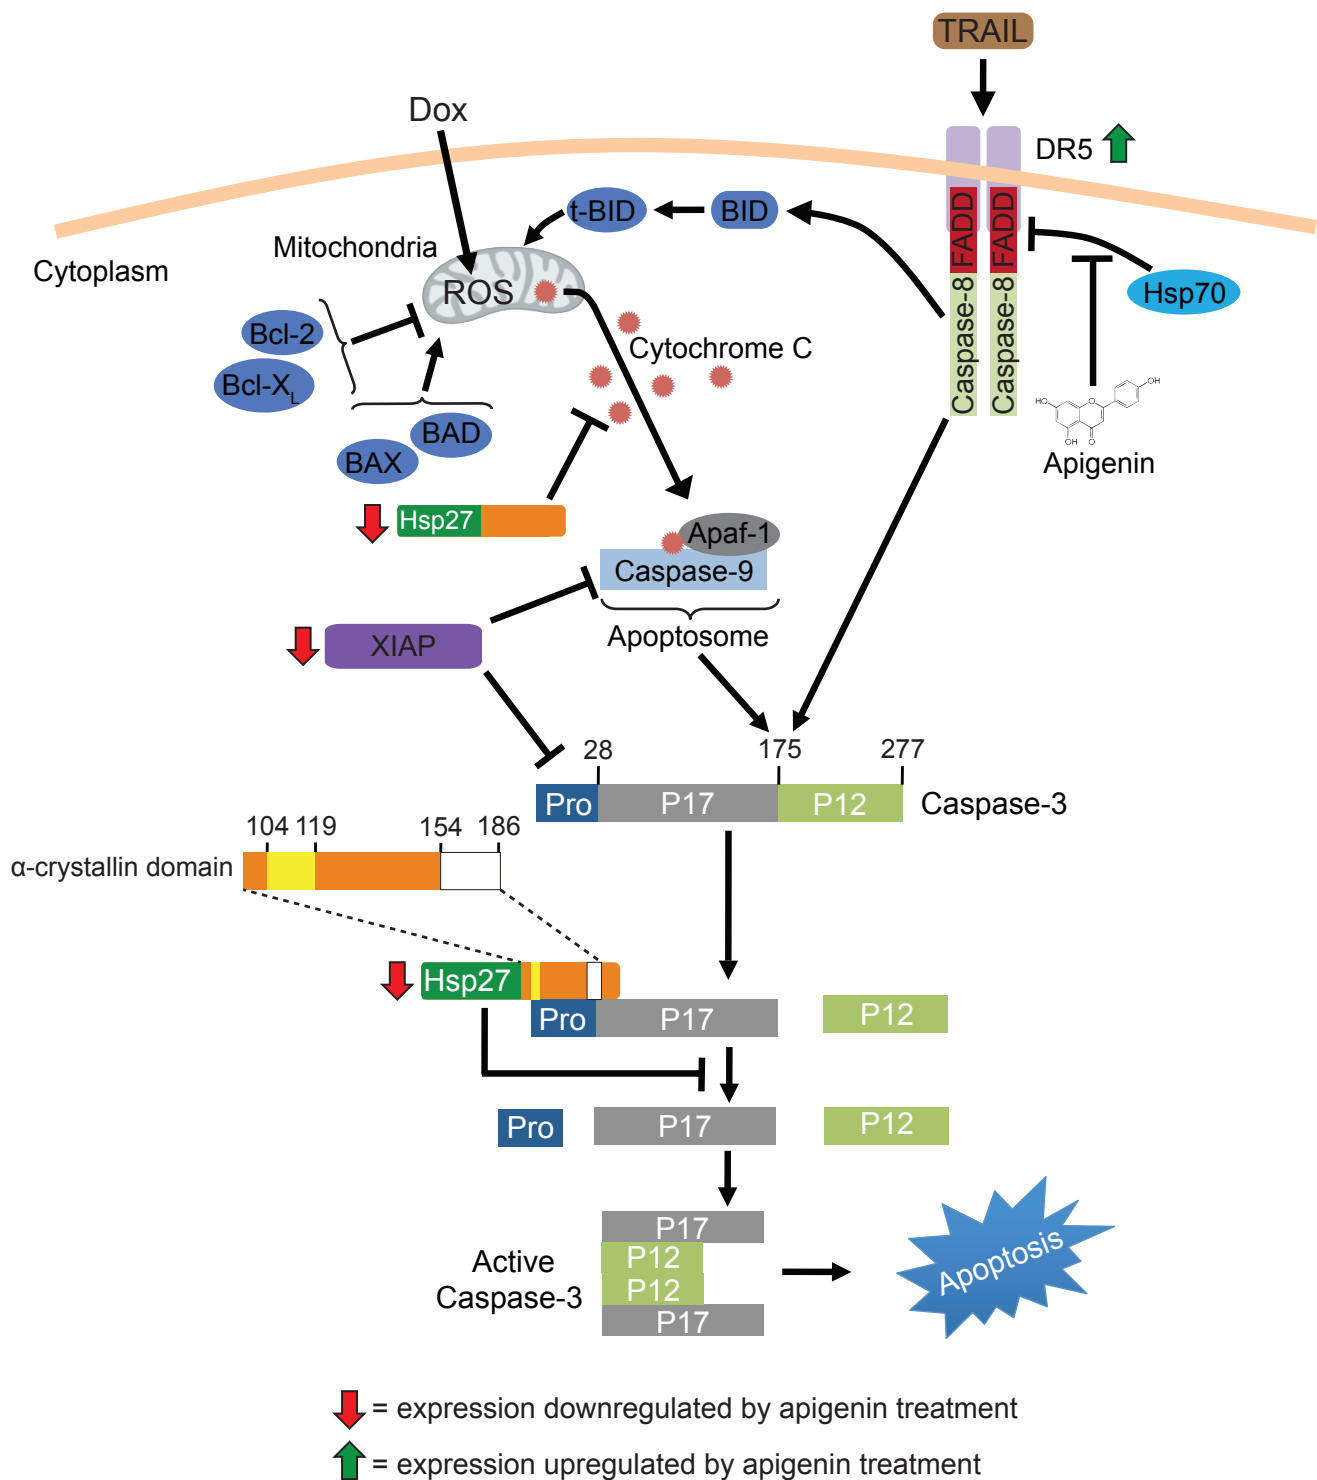 TRAIL
Dox
DR5
t-BID
BID
FADD
FADD
Mitochondria
Cytoplasm
ROS
Hsp70
Caspase-8
Caspase-8
Bcl-2
Bcl-XL
Cytochrome C
BAD
BAX
HO
O
OH
OH
O
Apigenin
Hsp27
Apaf-1
Caspase-9
XIAP
Apoptosome
28
175
277
Pro
P17
P12
Caspase-3
104
119
154
186
α-crystallin domain
Hsp27
Pro
P17
P12
Pro
P17
P12
P17
P12
P12
P17
Active
Caspase-3
Apoptosis
= expression downregulated by apigenin treatment
= expression upregulated by apigenin treatment